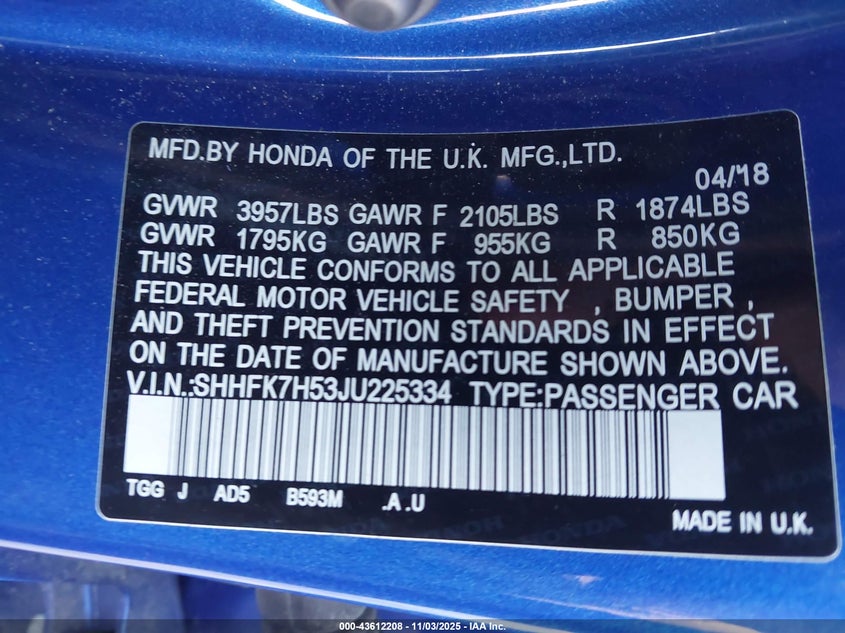 MFD.BY HONDA OF THE U.K. MFG.,LTD.
04/18
GVWR 3957LBS GAWR F 2105LBS R 1874LBS
GVWR 1795KG GAWR F 955KG R 850KG
THIS VEHICLE CONFORMS TO ALL APPLICABLE
FEDERAL MOTOR VEHICLE SAFETY , BUMPER ,
AND THEFT PREVENTION STANDARDS IN EFFECT
ON THE DATE OF MANUFACTURE SHOWN ABOVE.
V.I.N.:SHHFK7H53JU225334 TYPE:PASSENGER CAR
TGG J AD5 B593M .A .U
HONDA
MADE IN U.K.
000-43612208 - 11/03/2025 - IAA Inc.